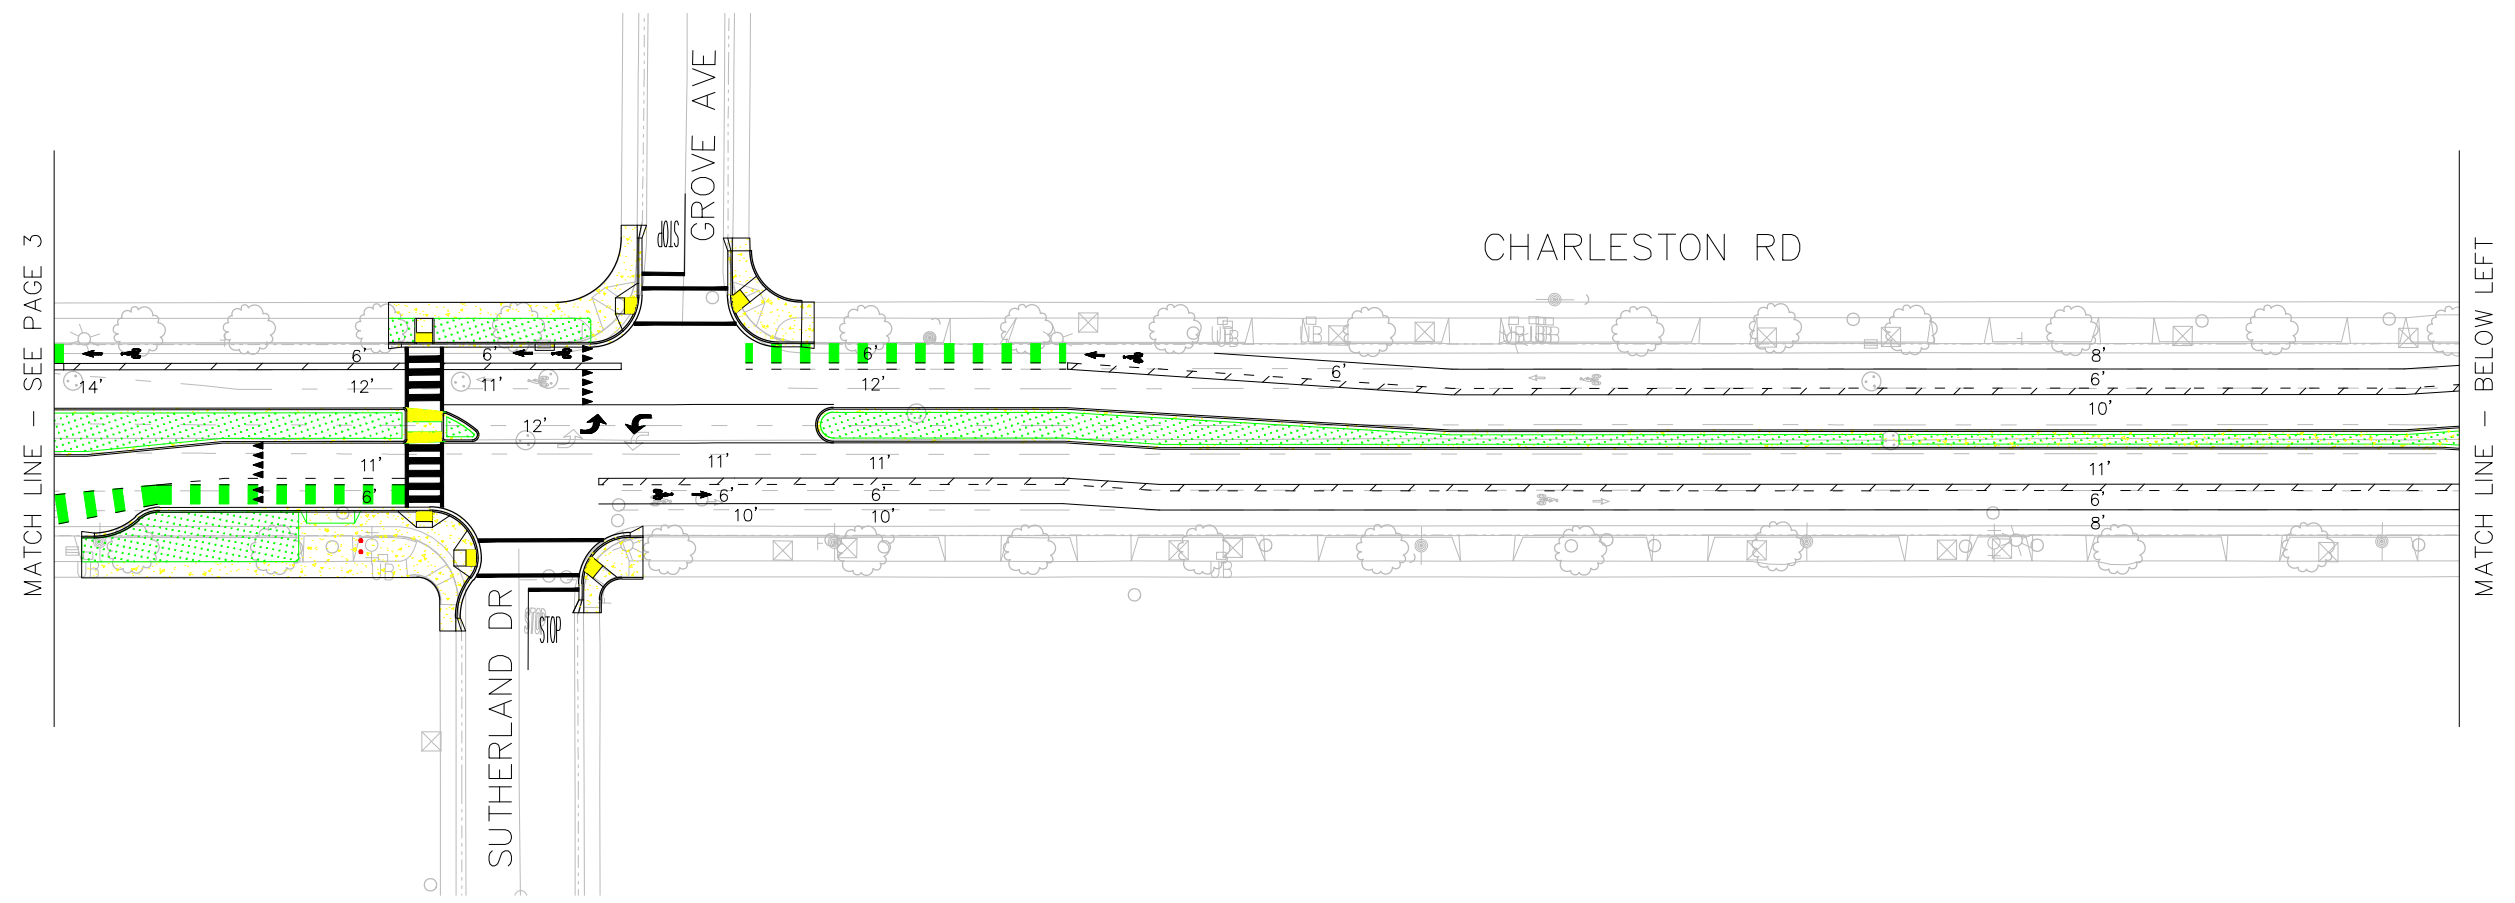 MATCH LINE - SEE PAGE 3
GROVE AVE
STOP
CHARLESTON RD
MATCH LINE - BELOW LEFT
6'
6'
6'
8'
14'
12'
11'
12'
6'
6'
12'
10'
11'
11'
11'
11'
6'
6'
6'
6'
10'
10'
8'
STOP
STOP
SUTHERLAND DR